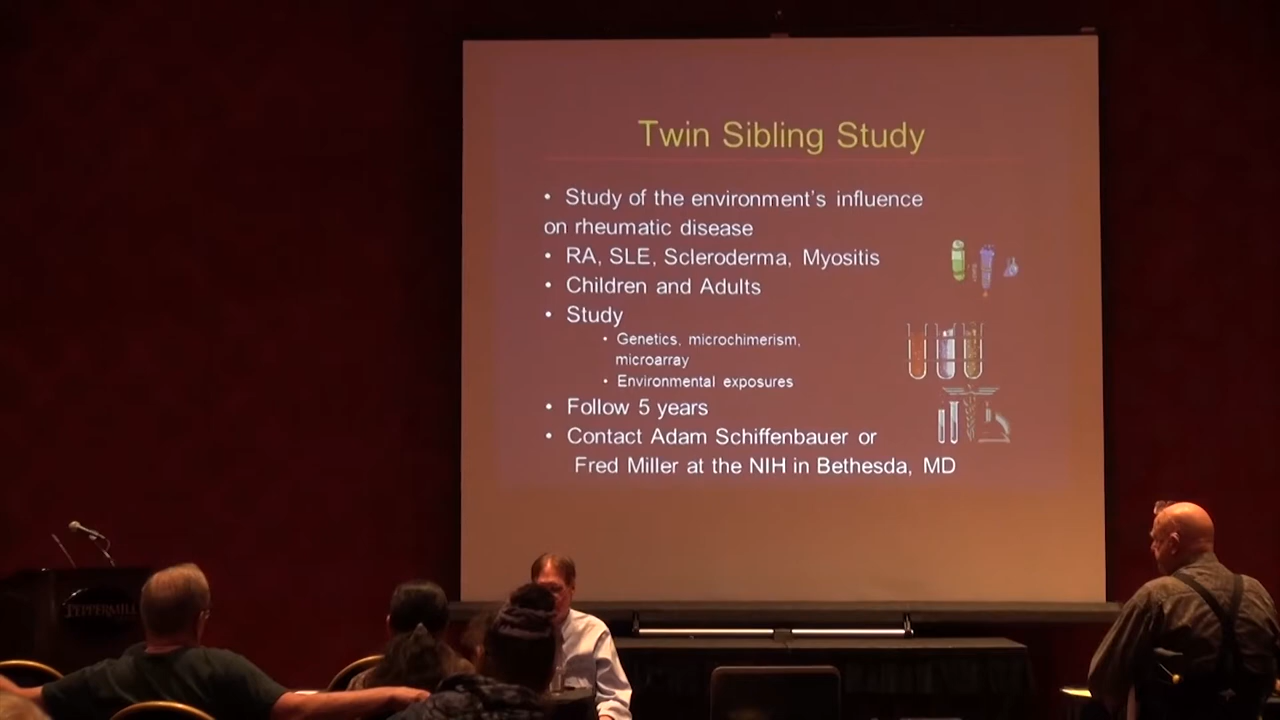 Twin Sibling Study
• Study of the environment's influence
on rheumatic disease
• RA, SLE, Scleroderma, Myositis
• Children and Adults
• Study
• Genetics, microchimerism,
microarray
• Environmental exposures
• Follow 5 years
• Contact Adam Schiffenbauer or
Fred Miller at the NIH in Bethesda, MD
PEPPERMILL